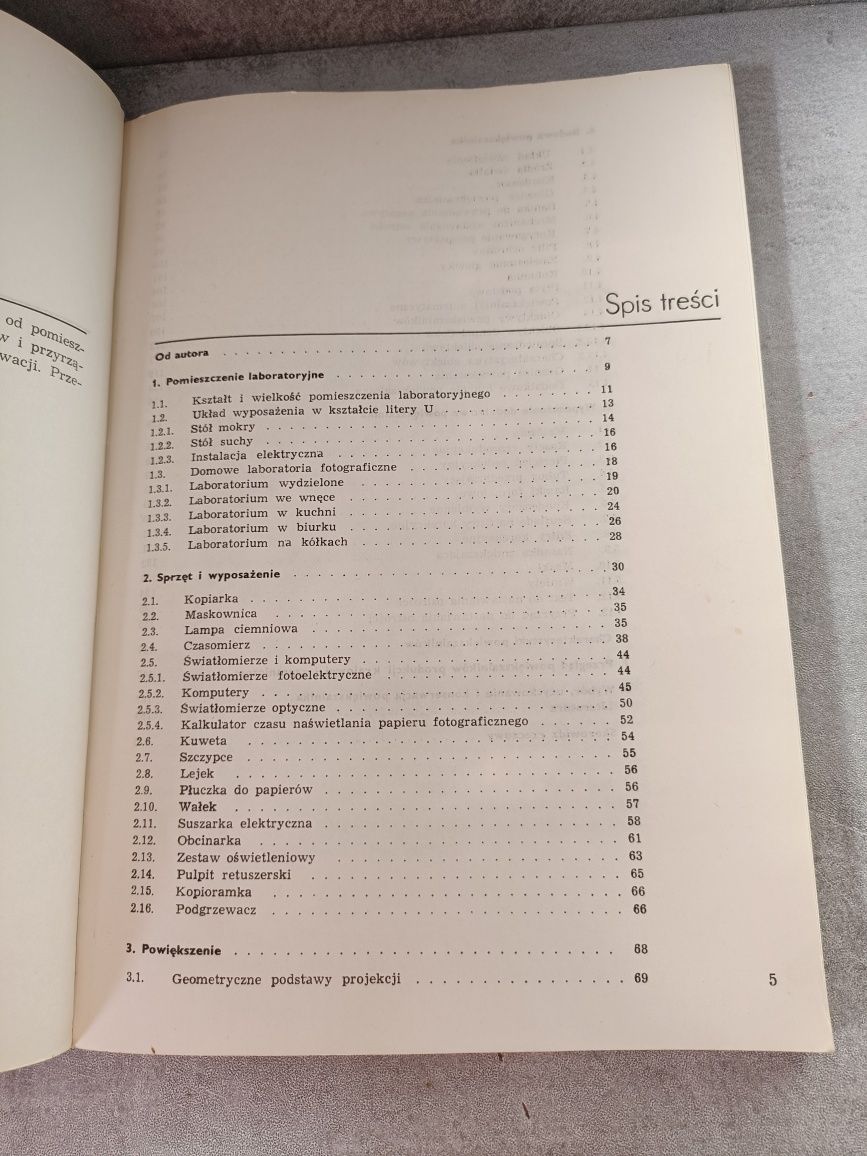 od pomiesz-
w i przyrzą-
wacji. Prze-
Spis treści
Od autora . . . . . . . . . . . . . . . . . . . . . . 7
1. Pomieszczenie laboratoryjne . . . . . . . . . . . . . . . . 9
1.1. Kształt i wielkość pomieszczenia laboratoryjnego . . . . . . . 11
1.2. Układ wyposażenia w kształcie litery U . . . . . . . . . . 13
1.2.1. Stół mokry . . . . . . . . . . . . . . . . . . . . 14
1.2.2. Stół suchy . . . . . . . . . . . . . . . . . . . . 16
1.2.3. Instalacja elektryczna . . . . . . . . . . . . . . . . 16
1.3. Domowe laboratoria fotograficzne . . . . . . . . . . . . 18
1.3.1. Laboratorium wydzielone . . . . . . . . . . . . . . . 19
1.3.2. Laboratorium we wnęce . . . . . . . . . . . . . . . 20
1.3.3. Laboratorium w kuchni . . . . . . . . . . . . . . . 24
1.3.4. Laboratorium w biurku . . . . . . . . . . . . . . . 26
1.3.5. Laboratorium na kółkach . . . . . . . . . . . . . . . 28
2. Sprzęt i wyposażenie . . . . . . . . . . . . . . . . . . 30
2.1. Kopiarka . . . . . . . . . . . . . . . . . . . . . 34
2.2. Maskownica . . . . . . . . . . . . . . . . . . . . 35
2.3. Lampa ciemniowa . . . . . . . . . . . . . . . . . . 35
2.4. Czasomierz . . . . . . . . . . . . . . . . . . . . 38
2.5. Światłomierze i komputery . . . . . . . . . . . . . . 44
2.5.1. Światłomierze fotoelektryczne . . . . . . . . . . . . . 44
2.5.2. Komputery . . . . . . . . . . . . . . . . . . . . 45
2.5.3. Światłomierze optyczne . . . . . . . . . . . . . . . 50
2.5.4. Kalkulator czasu naświetlania papieru fotograficznego . . . . . . 52
2.6. Kuweta . . . . . . . . . . . . . . . . . . . . . 54
2.7. Szczypce . . . . . . . . . . . . . . . . . . . . . 55
2.8. Lejek . . . . . . . . . . . . . . . . . . . . . . 56
2.9. Płuczka do papierów . . . . . . . . . . . . . . . . 56
2.10. Wałek . . . . . . . . . . . . . . . . . . . . . 57
2.11. Suszarka elektryczna . . . . . . . . . . . . . . . . 58
2.12. Obcinarka . . . . . . . . . . . . . . . . . . . . 61
2.13. Zestaw oświetleniowy . . . . . . . . . . . . . . . . 63
2.14. Pulpit retuszerski . . . . . . . . . . . . . . . . . 65
2.15. Kopioramka . . . . . . . . . . . . . . . . . . . 66
2.16. Podgrzewacz . . . . . . . . . . . . . . . . . . . 66
3. Powiększenie . . . . . . . . . . . . . . . . . . . . 68
3.1. Geometryczne podstawy projekcji . . . . . . . . . . . . 69
5